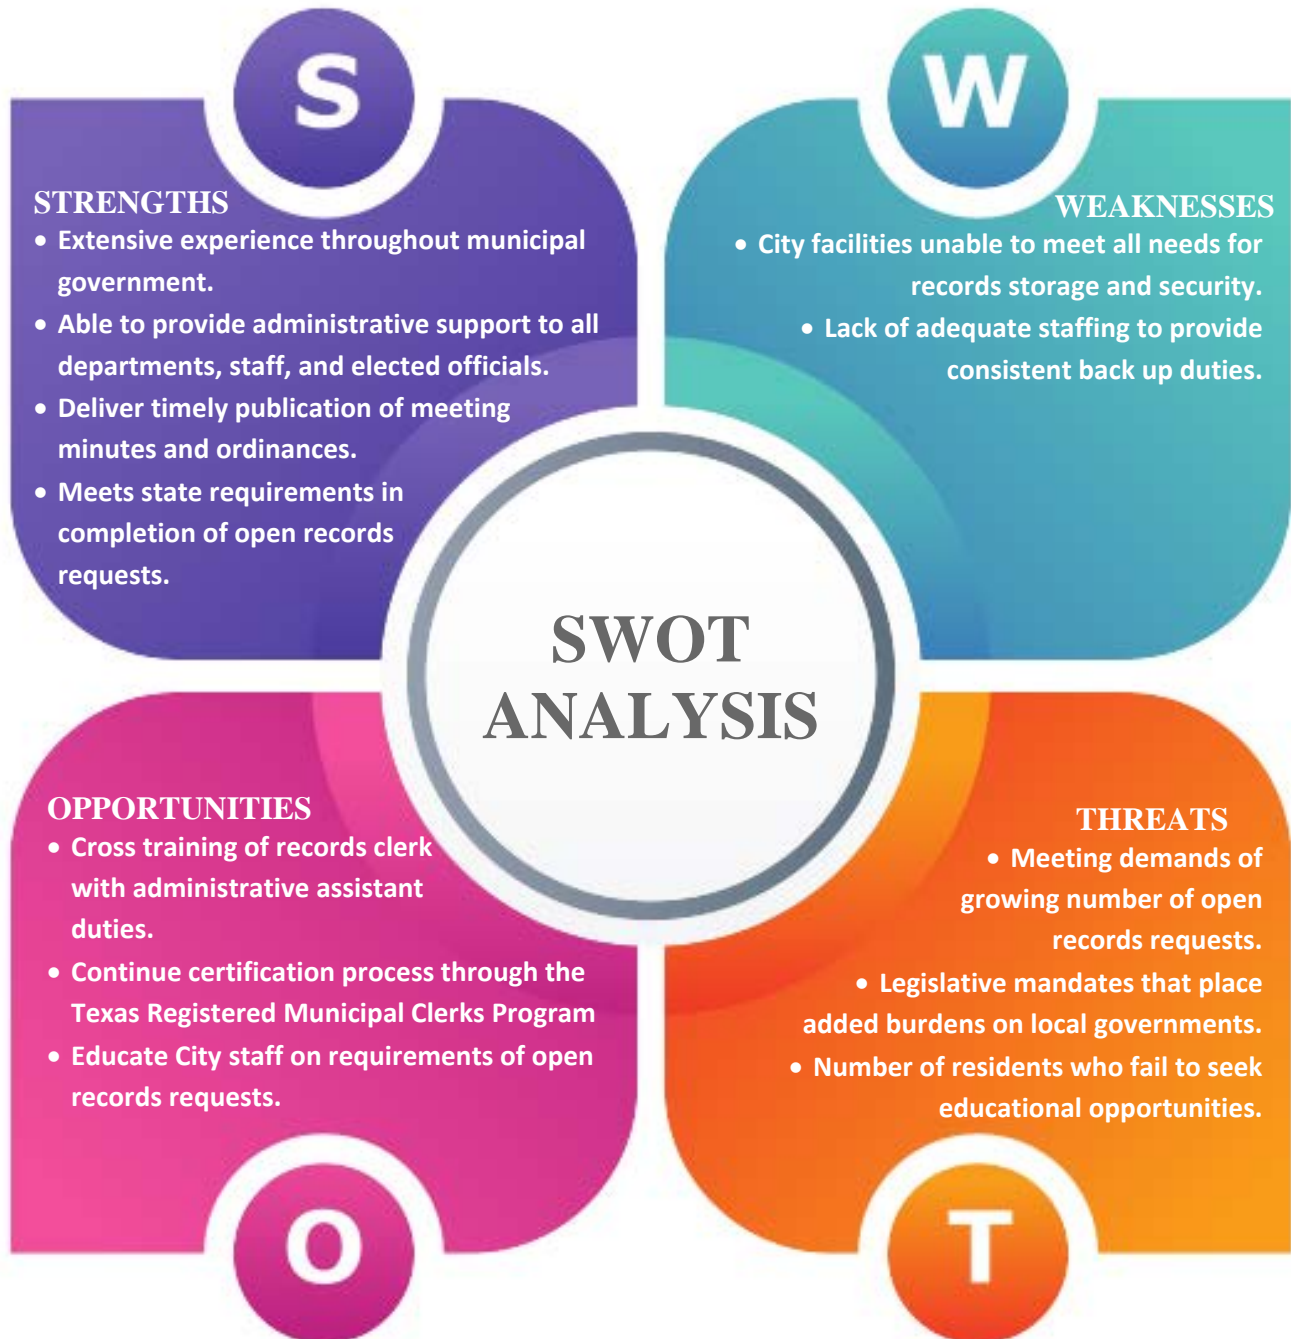 S
STRENGTHS
• Extensive experience throughout municipal
government.
• Able to provide administrative support to all
departments, staff, and elected officials.
• Deliver timely publication of meeting
minutes and ordinances.
• Meets state requirements in
completion of open records
requests.
W
WEAKNESSES
• City facilities unable to meet all needs for
records storage and security.
• Lack of adequate staffing to provide
consistent back up duties.
SWOT
ANALYSIS
OPPORTUNITIES
• Cross training of records clerk
with administrative assistant
duties.
• Continue certification process through the
Texas Registered Municipal Clerks Program
• Educate City staff on requirements of open
records requests.
O
THREATS
• Meeting demands of
growing number of open
records requests.
• Legislative mandates that place
added burdens on local governments.
• Number of residents who fail to seek
educational opportunities.
T